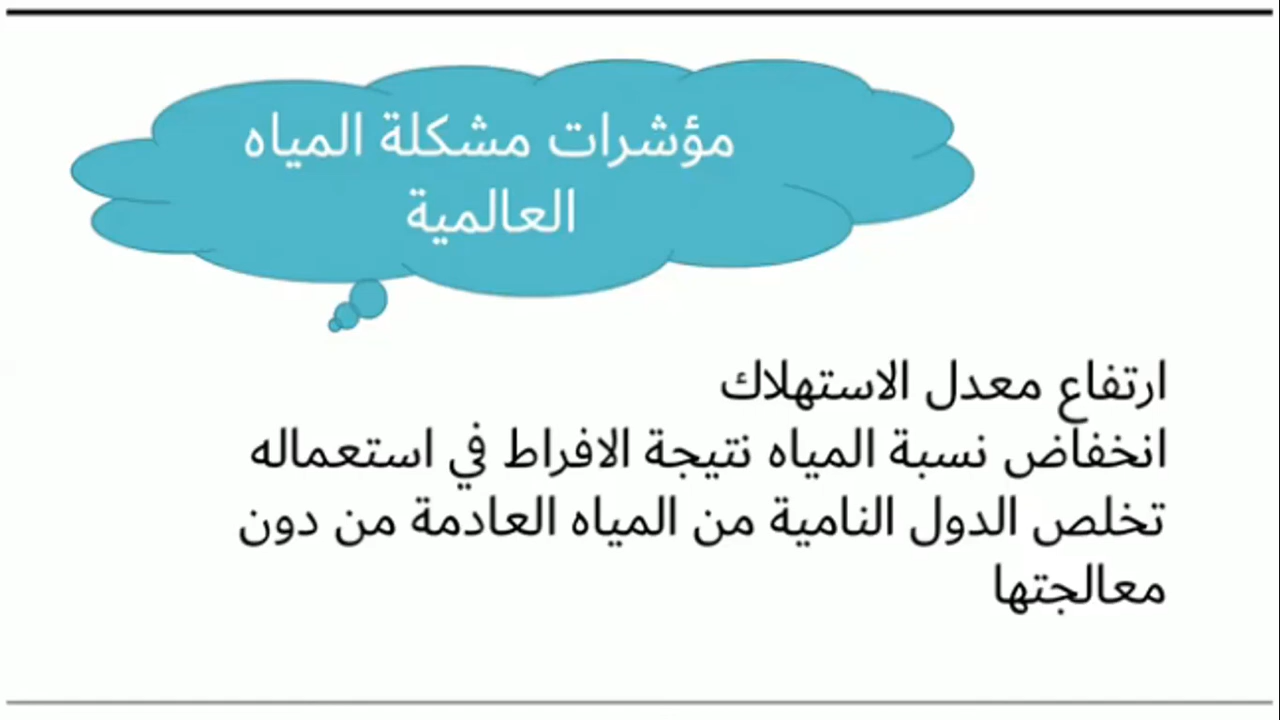 مؤشرات مشكلة المياه
العالمية
ارتفاع معدل الاستهلاك
انخفاض نسبة المياه نتيجة الافراط في استعماله
تخلص الدول النامية من المياه العادمة من دون
معالجتها